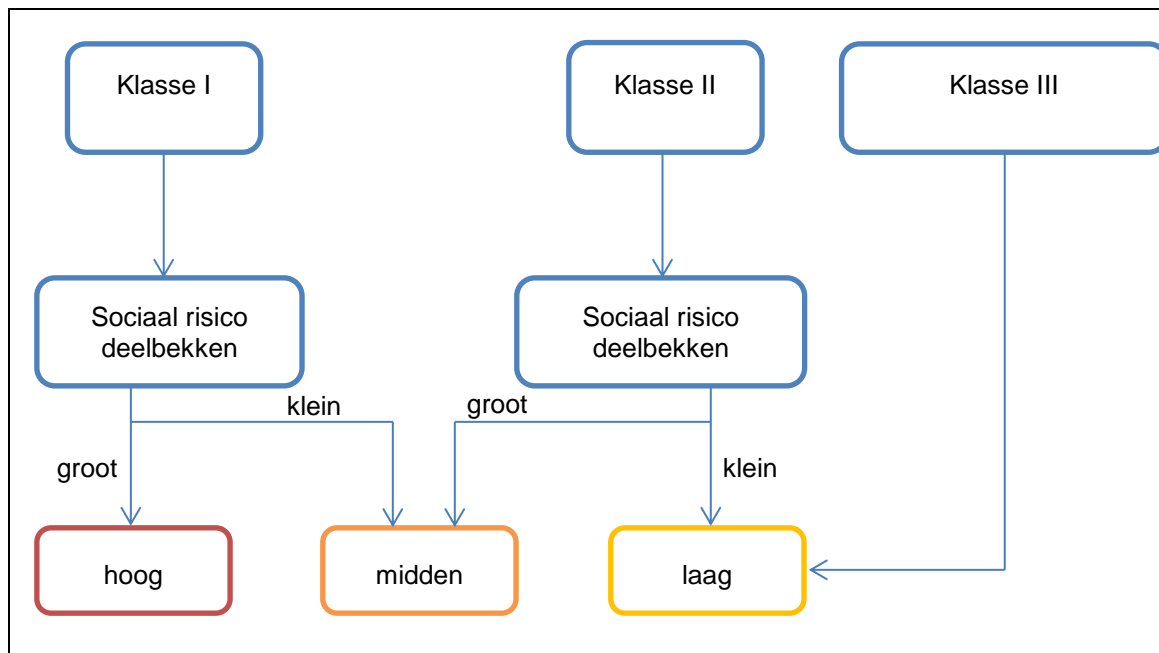 Klasse I
Klasse II
Klasse III
Sociaal risico
deelbekken
Sociaal risico
deelbekken
klein
groot
groot
klein
hoog
midden
laag